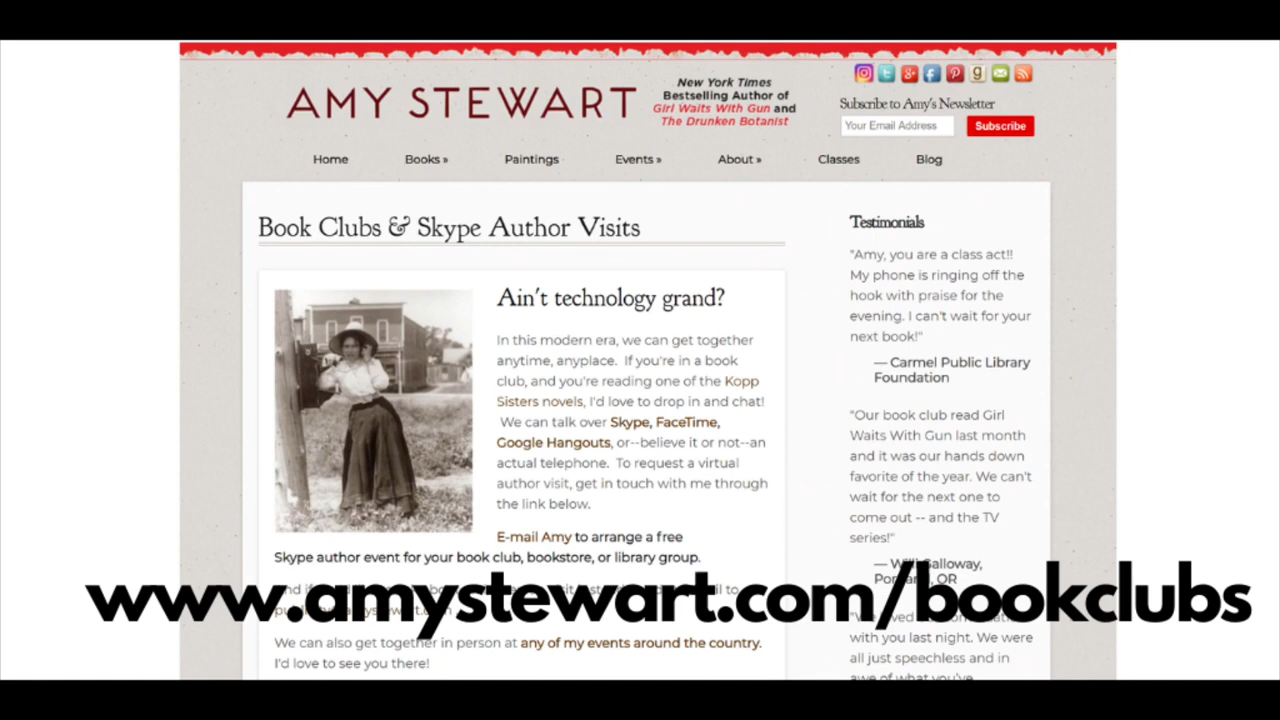 AMY STEWART
New York Times
Bestselling Author of
Girl Waits With Gun and
The Drunken Botanist
Subscribe to Amy's Newsletter
Your Email Address
Subscribe
Home
Books »
Paintings
Events »
About »
Classes
Blog
Book Clubs & Skype Author Visits
Ain't technology grand?
In this modern era, we can get together
anytime, anyplace. If you're in a book
club, and you're reading one of the Kopp
Sisters novels, I'd love to drop in and chat!
We can talk over Skype, FaceTime,
Google Hangouts, or--believe it or not--an
actual telephone. To request a virtual
author visit, get in touch with me through
the link below.
E-mail Amy to arrange a free
Skype author event for your book club, bookstore, or library group.
www.amystewart.com/bookclubs
We can also get together in person at any of my events around the country.
I'd love to see you there!
Testimonials
"Amy, you are a class act!!
My phone is ringing off the
hook with praise for the
evening. I can't wait for your
next book!"
— Carmel Public Library
Foundation
"Our book club read Girl
Waits With Gun last month
and it was our hands down
favorite of the year. We can't
wait for the next one to
come out -- and the TV
series!"
— Galloway,
OR
with you last night. We were
all just speechless and in
awe of what you've